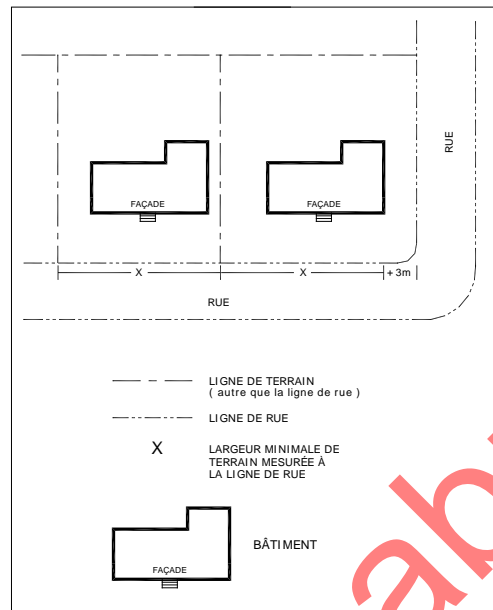 RUE
FAÇADE
FAÇADE
X
X
+ 3m
RUE
LIGNE DE TERRAIN
( autre que la ligne de rue )
LIGNE DE RUE
X
LARGEUR MINIMALE DE
TERRAIN MESURÉE À
LA LIGNE DE RUE
BÂTIMENT
FAÇADE